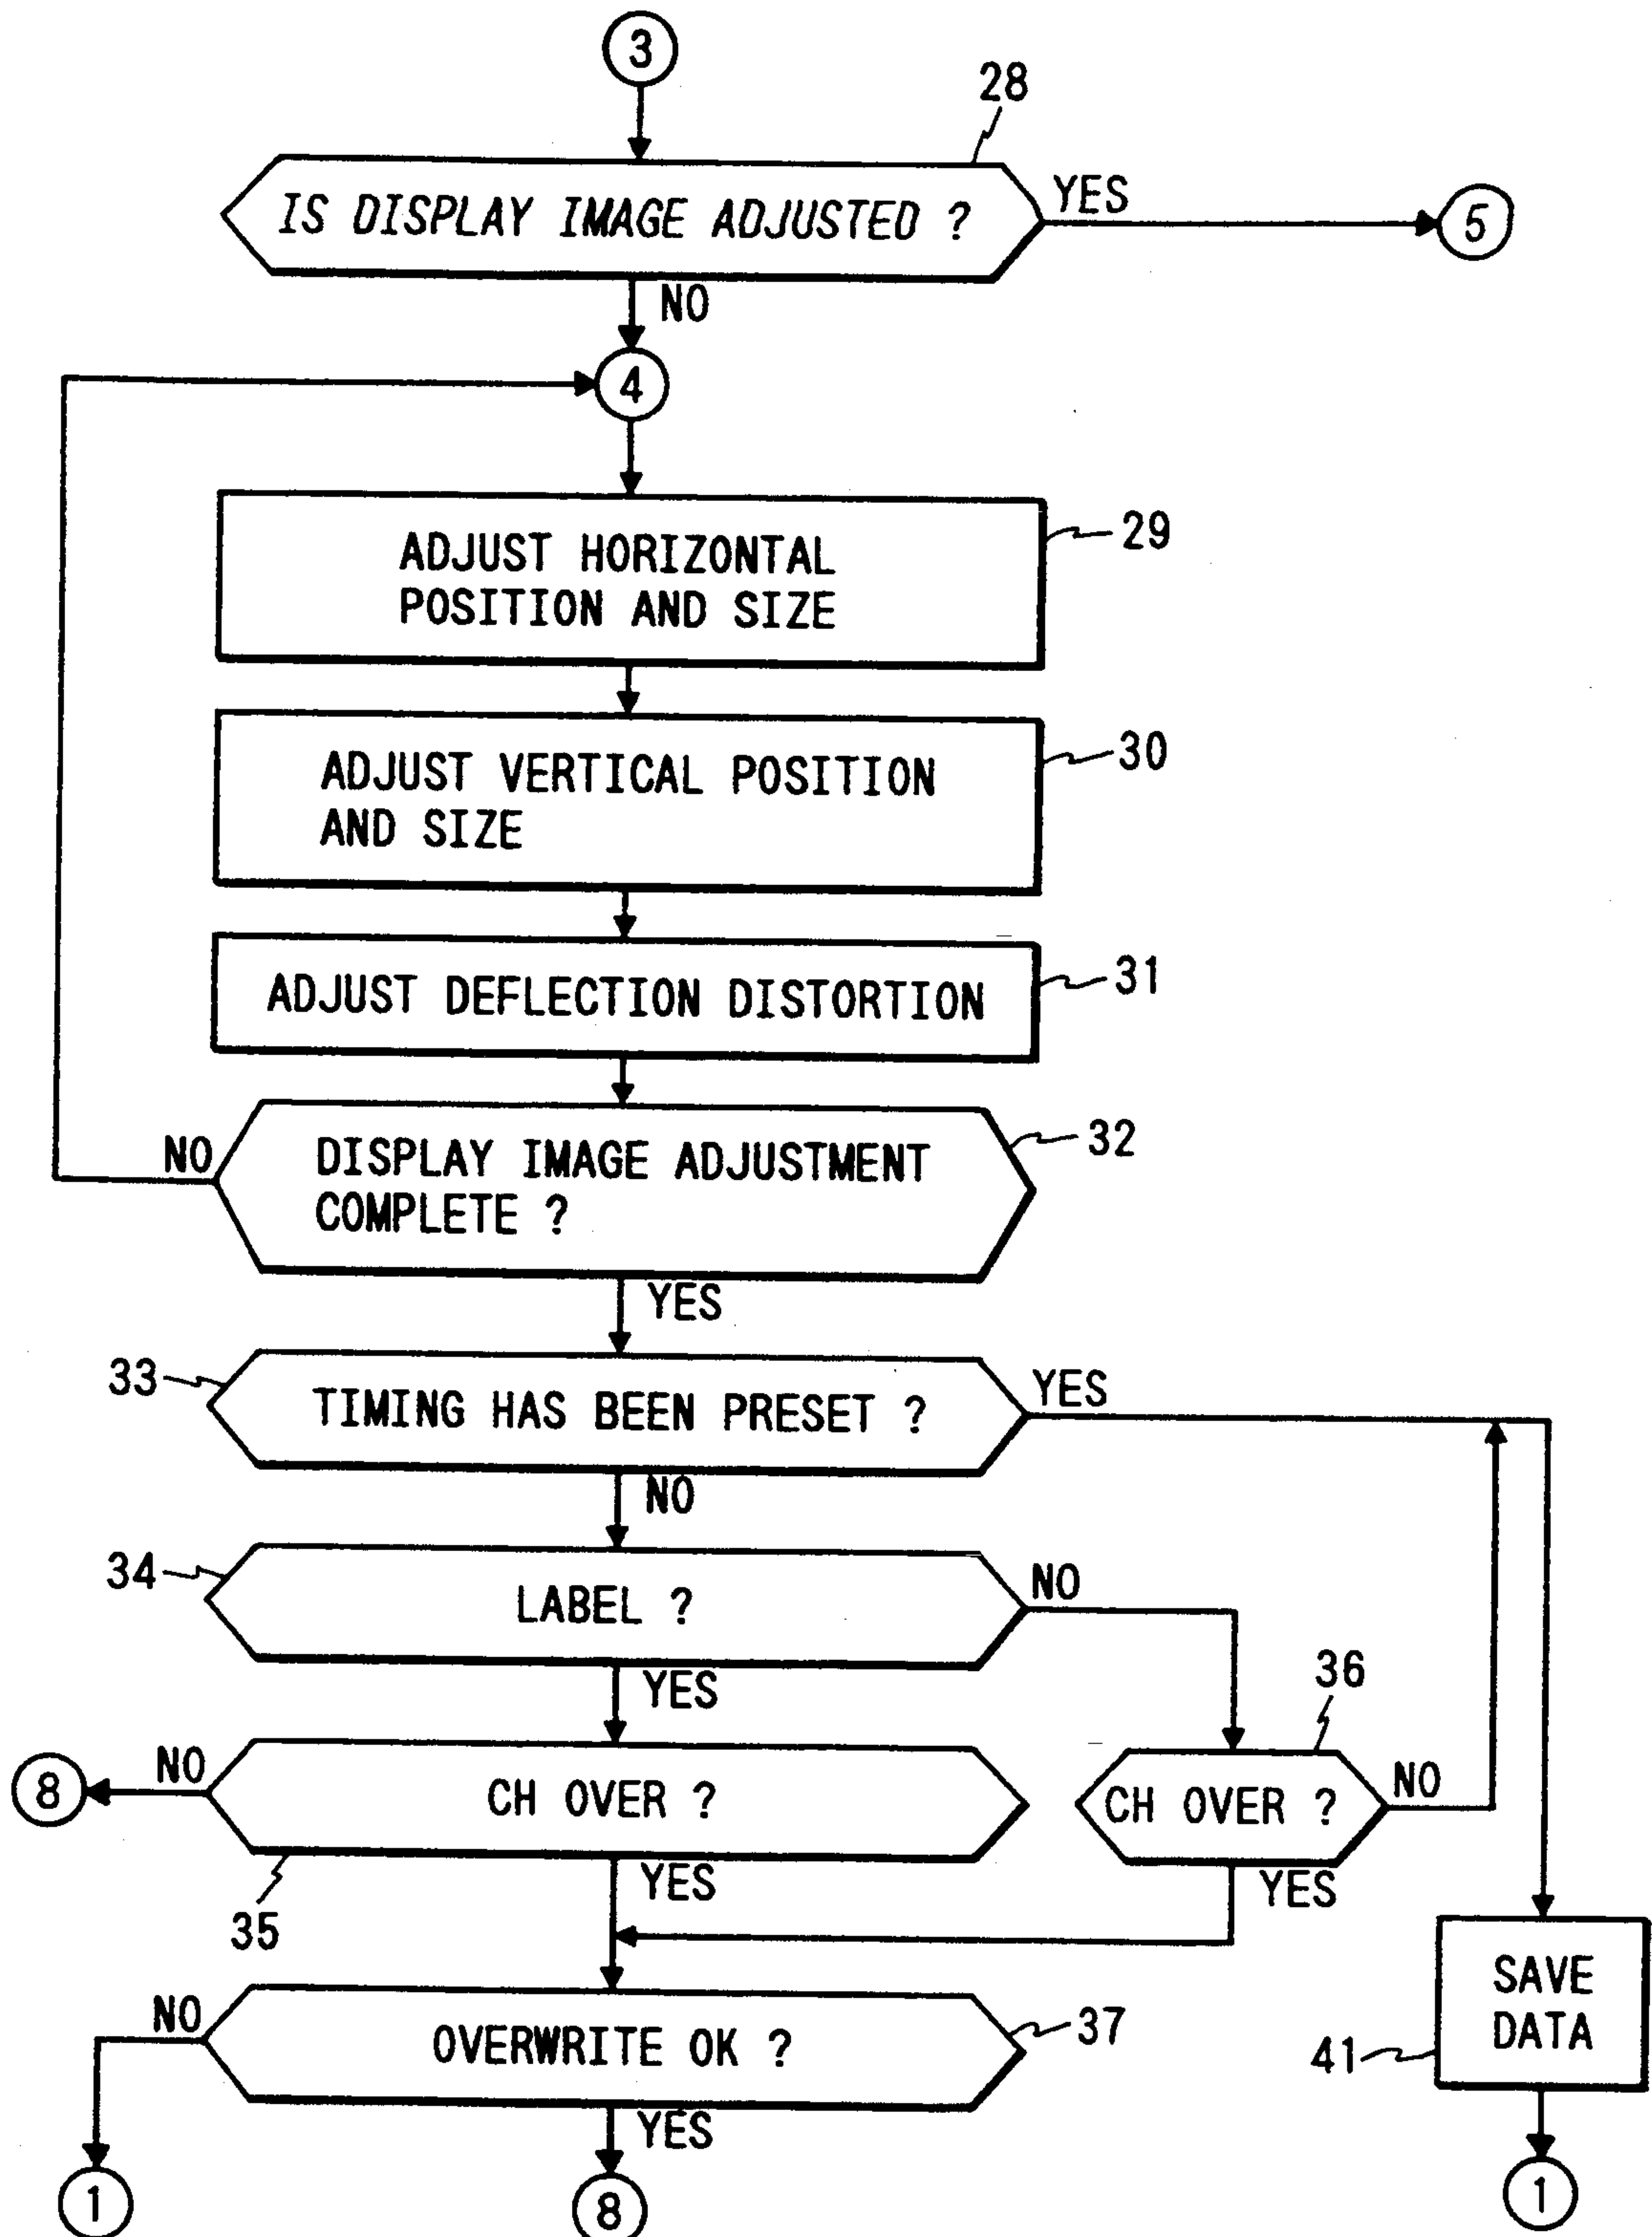 3
28
IS DISPLAY IMAGE ADJUSTED ?
YES
5
NO
4
ADJUST HORIZONTAL
POSITION AND SIZE
29
ADJUST VERTICAL POSITION
AND SIZE
30
ADJUST DEFLECTION DISTORTION
31
NO
DISPLAY IMAGE ADJUSTMENT
COMPLETE ?
32
YES
33
TIMING HAS BEEN PRESET ?
YES
NO
34
LABEL ?
NO
YES
36
8
NO
CH OVER ?
CH OVER ?
NO
35
YES
YES
NO
OVERWRITE OK ?
37
SAVE
DATA
41
YES
1
8
1